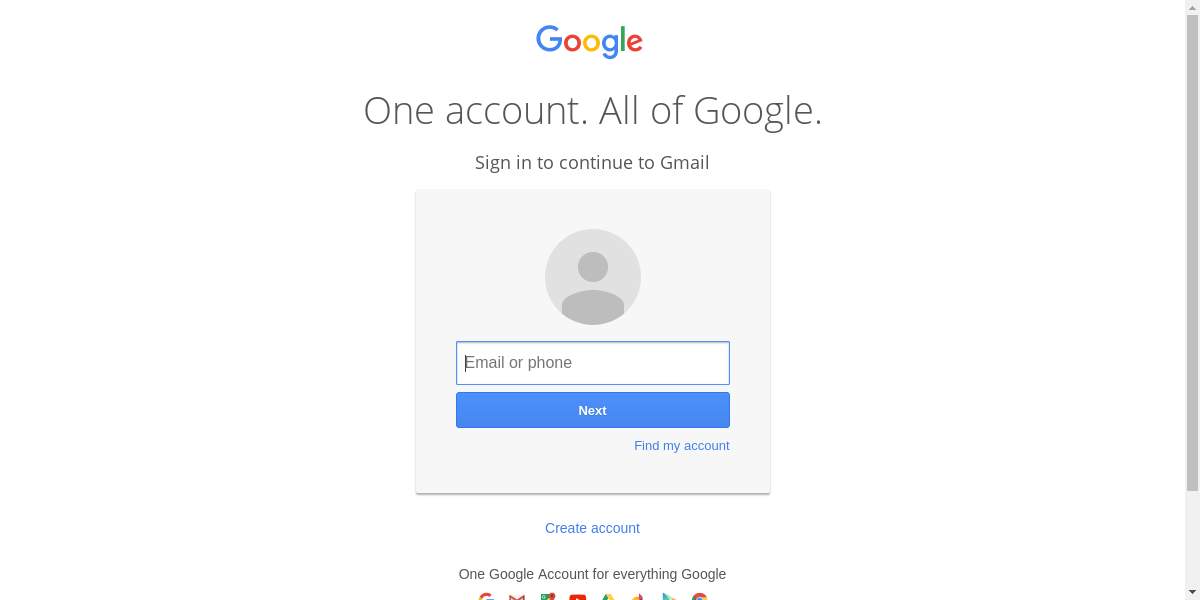 Google
One account. All of Google.
Sign in to continue to Gmail
Email or phone
Next
Find my account
Create account
One Google Account for everything Google